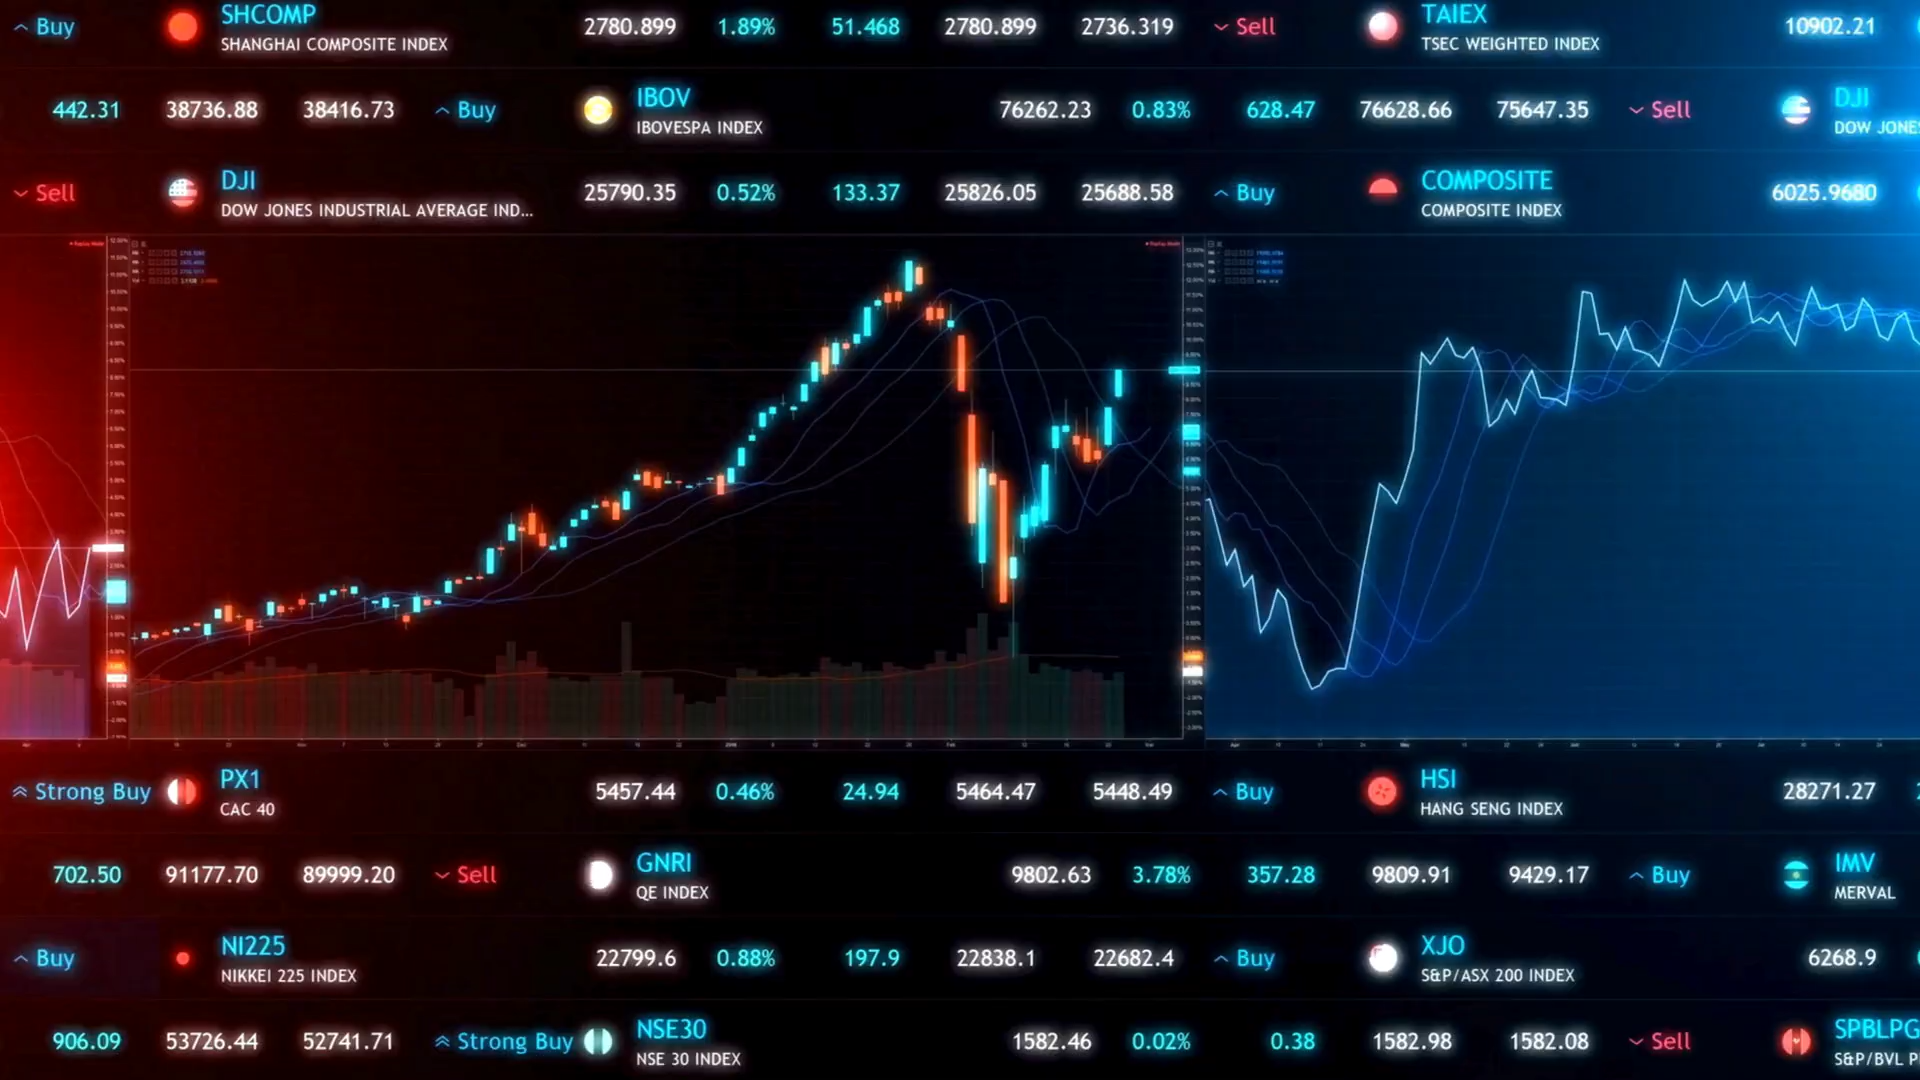 Buy SHCOMP 2780.899 1.89% 51.468 2780.899 2736.319 Sell TAIEX 10902.21
SHANGHAI COMPOSITE INDEX TSEC WEIGHTED INDEX
442.31 38736.88 38416.73 Buy IBOV 76262.23 0.83% 628.47 76628.66 75647.35 Sell DJI
IBOVESPA INDEX DOW JONES
Sell DJI 25790.35 0.52% 133.37 25826.05 25688.58 Buy COMPOSITE 6025.9680
DOW JONES INDUSTRIAL AVERAGE IND... COMPOSITE INDEX
Strong Buy PX1 5457.44 0.46% 24.94 5464.47 5448.49 Buy HSI 28271.27
CAC 40 HANG SENG INDEX
702.50 91177.70 89999.20 Sell GNRI 9802.63 3.78% 357.28 9809.91 9429.17 Buy IMV
QE INDEX MERVAL
Buy NI225 22799.6 0.88% 197.9 22838.1 22682.4 Buy XJO 6268.9
NIKKEI 225 INDEX S&P/ASX 200 INDEX
906.09 53726.44 52741.71 Strong Buy NSE30 1582.46 0.02% 0.38 1582.98 1582.08 Sell SPBLPG
NSE 30 INDEX S&P/BVL P